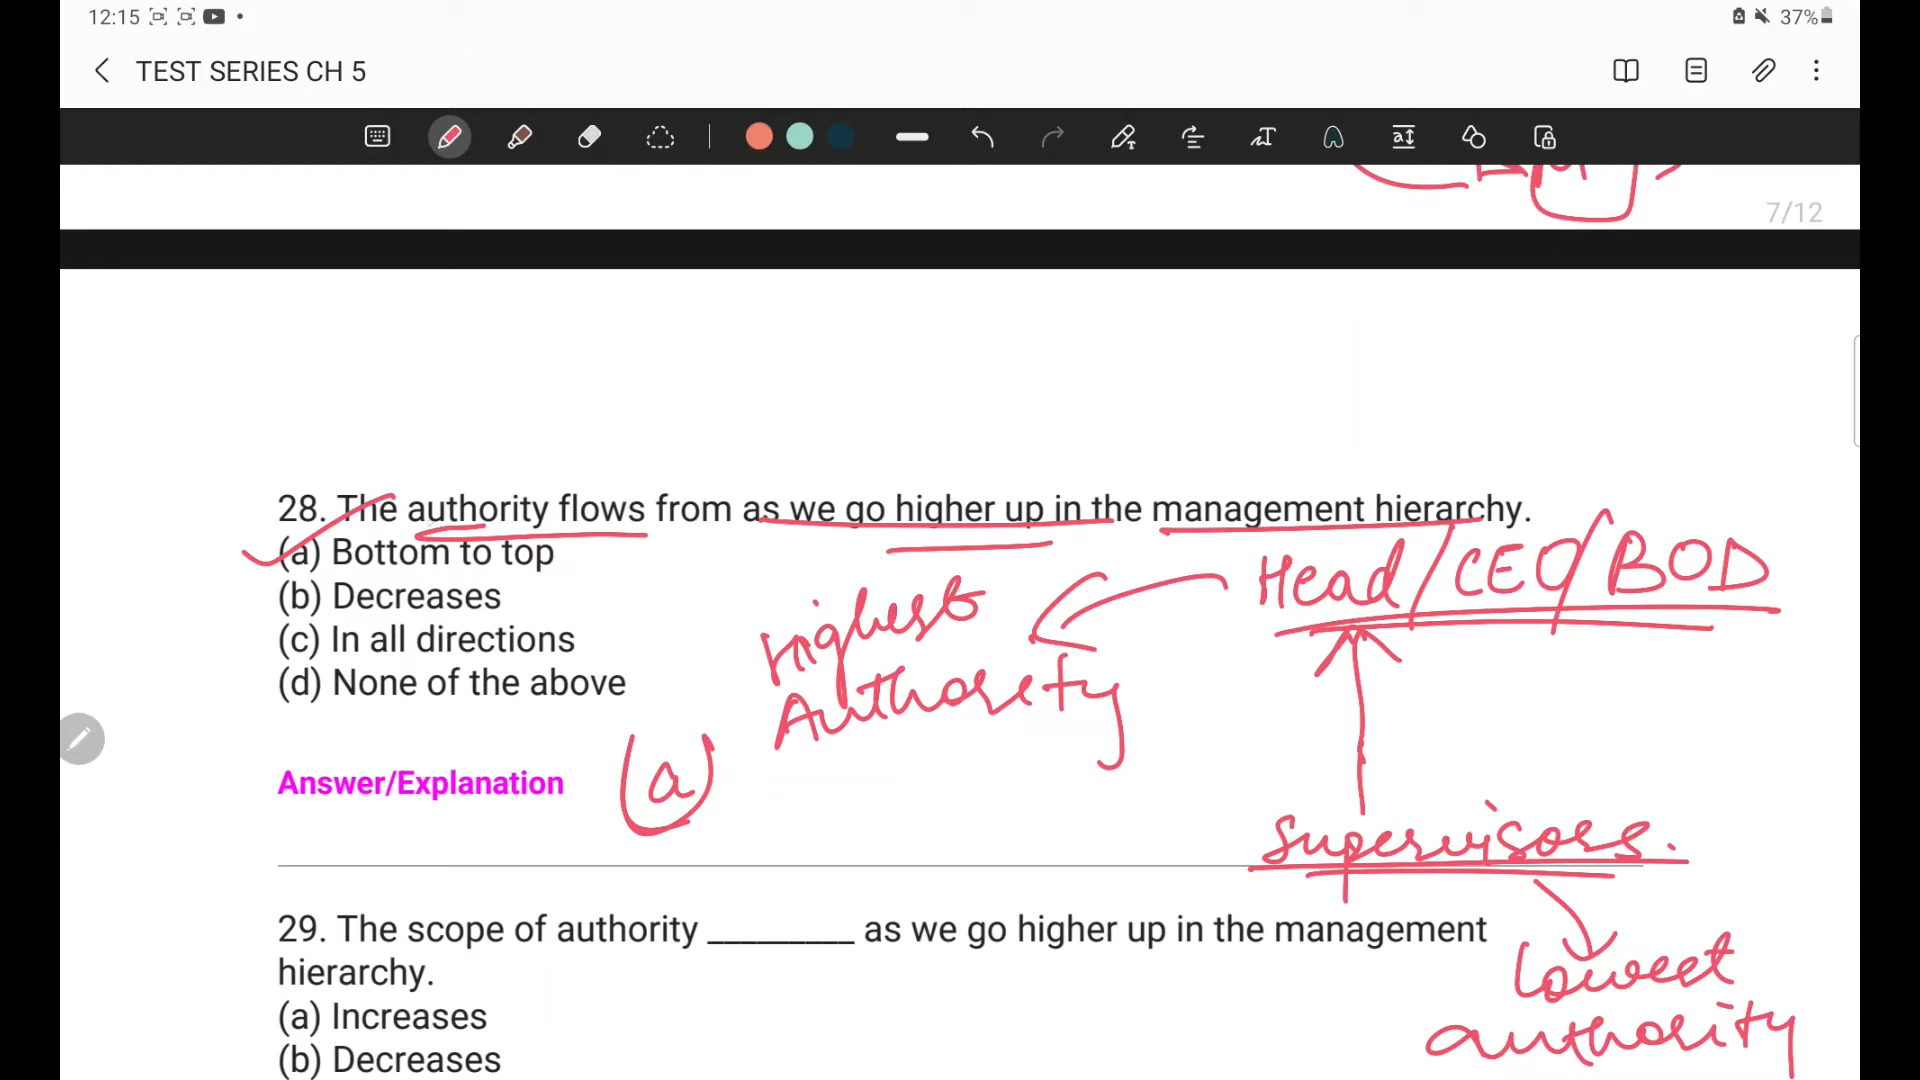 12:15
37%
TEST SERIES CH 5
7/12
28. The authority flows from as we go higher up in the management hierarchy.
(a) Bottom to top
(b) Decreases
(c) In all directions
(d) None of the above
Head/CEO/BOD
Highest
Authority
Answer/Explanation (a)
Supervisors.
29. The scope of authority _________ as we go higher up in the management
hierarchy.
(a) Increases
(b) Decreases
Lowest
authority